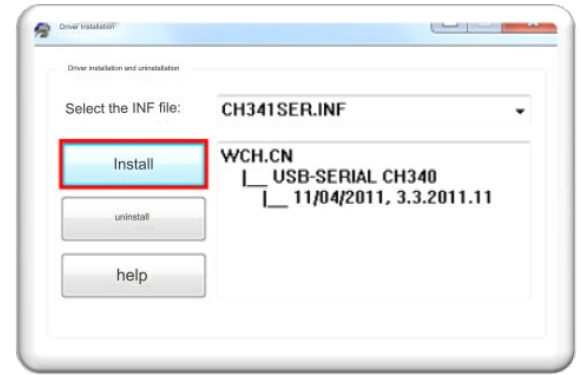 Driver Installation
Driver installation and uninstallation
Select the INF file:
CH341SER.INF
Install
uninstall
help
WCH.CN
|__ USB-SERIAL CH340
|__ 11/04/2011, 3.3.2011.11